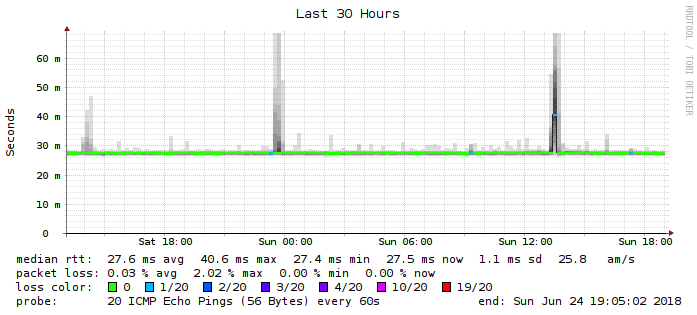 Last 30 Hours
RRDTOOL / TOBI OETIKER
Seconds
60 m
50 m
40 m
30 m
20 m
10 m
0
Sat 18:00 Sun 00:00 Sun 06:00 Sun 12:00 Sun 18:00
median rtt: 27.6 ms avg 40.6 ms max 27.4 ms min 27.5 ms now 1.1 ms sd 25.8 am/s
packet loss: 0.03 % avg 2.02 % max 0.00 % min 0.00 % now
loss color: 0 1/20 2/20 3/20 4/20 10/20 19/20
probe: 20 ICMP Echo Pings (56 Bytes) every 60s end: Sun Jun 24 19:05:02 2018